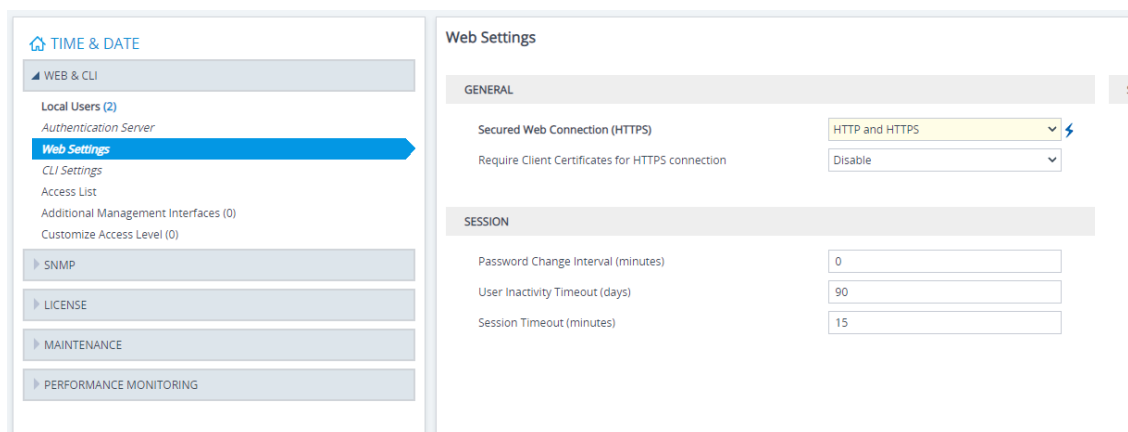 TIME & DATE
WEB & CLI
Local Users (2)
Authentication Server
Web Settings
CLI Settings
Access List
Additional Management Interfaces (0)
Customize Access Level (0)
SNMP
LICENSE
MAINTENANCE
PERFORMANCE MONITORING
Web Settings
GENERAL
Secured Web Connection (HTTPS) HTTP and HTTPS
Require Client Certificates for HTTPS connection Disable
SESSION
Password Change Interval (minutes) 0
User Inactivity Timeout (days) 90
Session Timeout (minutes) 15